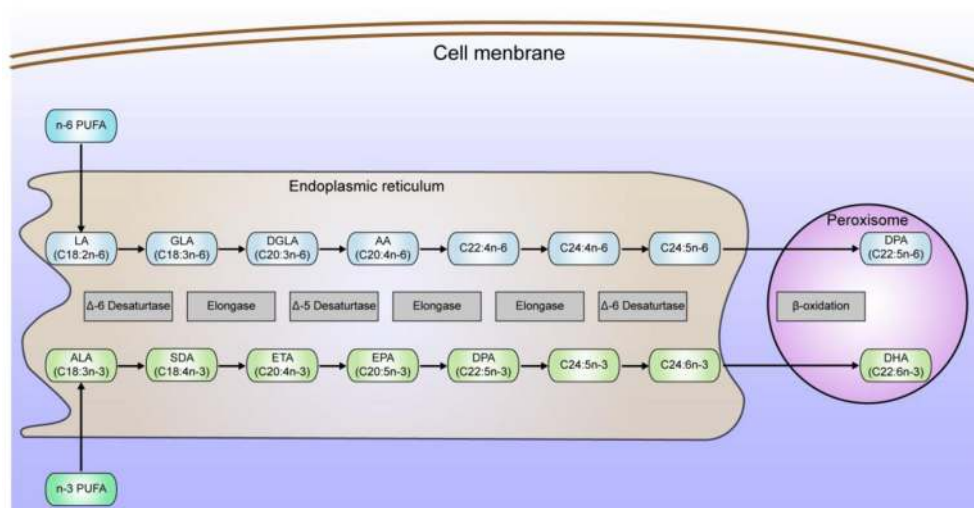 Cell menbrane
n-6 PUFA
Endoplasmic reticulum
Peroxisome
LA
(C18:2n-6)
GLA
(C18:3n-6)
DGLA
(C20:3n-6)
AA
(C20:4n-6)
C22:4n-6
C24:4n-6
C24:5n-6
DPA
(C22:5n-6)
Δ-6 Desaturtase
Elongase
Δ-5 Desaturtase
Elongase
Elongase
Δ-6 Desaturtase
β-oxidation
ALA
(C18:3n-3)
SDA
(C18:4n-3)
ETA
(C20:4n-3)
EPA
(C20:5n-3)
DPA
(C22:5n-3)
C24:5n-3
C24:6n-3
DHA
(C22:6n-3)
n-3 PUFA